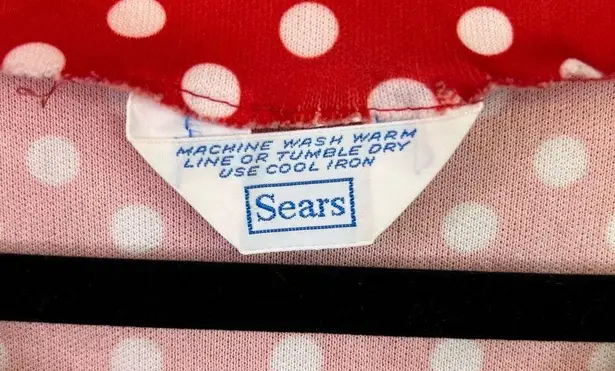 MACHINE WASH WARM
LINE OR TUMBLE DRY
USE COOL IRON
Sears